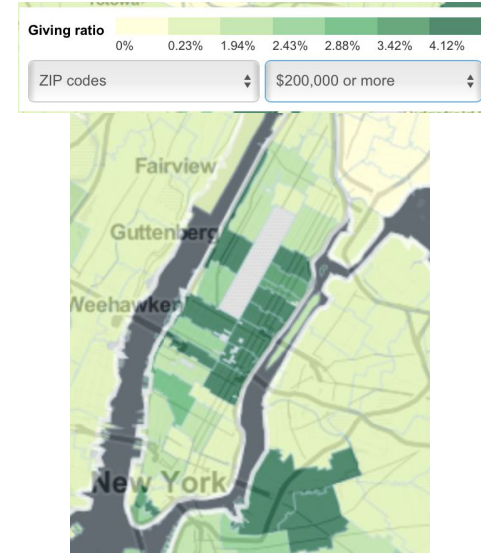 Giving ratio
0% 0.23% 1.94% 2.43% 2.88% 3.42% 4.12%
ZIP codes
$200,000 or more
Fairview
Guttenberg
Weehawken
New York